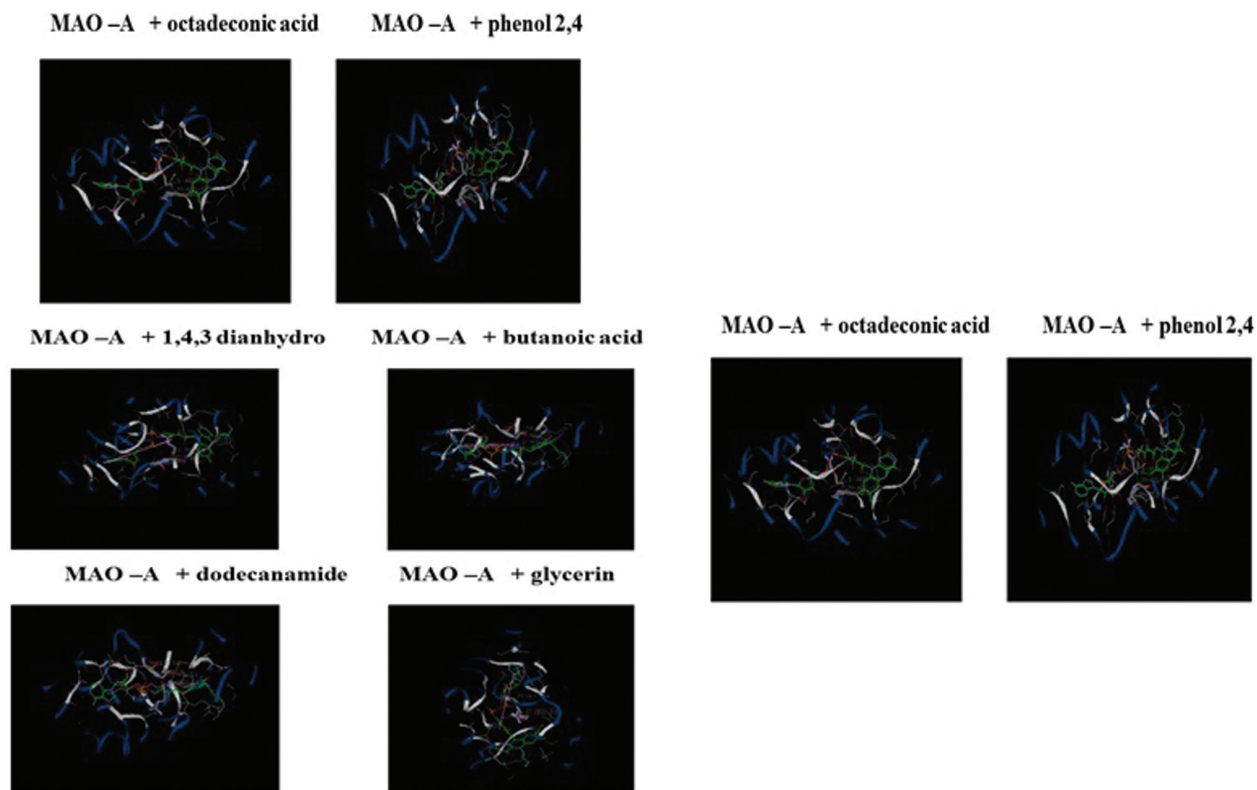 MAO –A + octadeconic acid
MAO –A + phenol 2,4
MAO –A + 1,4,3 dianhydro
MAO –A + butanoic acid
MAO –A + dodecanamide
MAO –A + glycerin
MAO –A + octadeconic acid
MAO –A + phenol 2,4